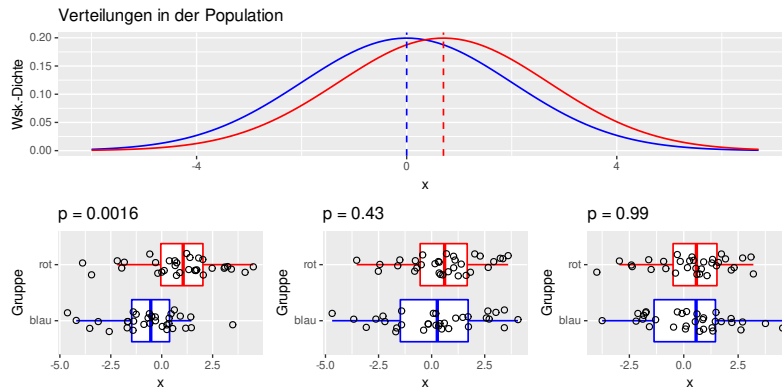 Verteilungen in der Population
Wsk.-Dichte
0.20
0.15
0.10
0.05
0.00
-4 0 4
x
p = 0.0016
Gruppe
rot
blau
-5.0 -2.5 0.0 2.5
x
p = 0.43
Gruppe
rot
blau
-5.0 -2.5 0.0 2.5
x
p = 0.99
Gruppe
rot
blau
-2.5 0.0 2.5
x